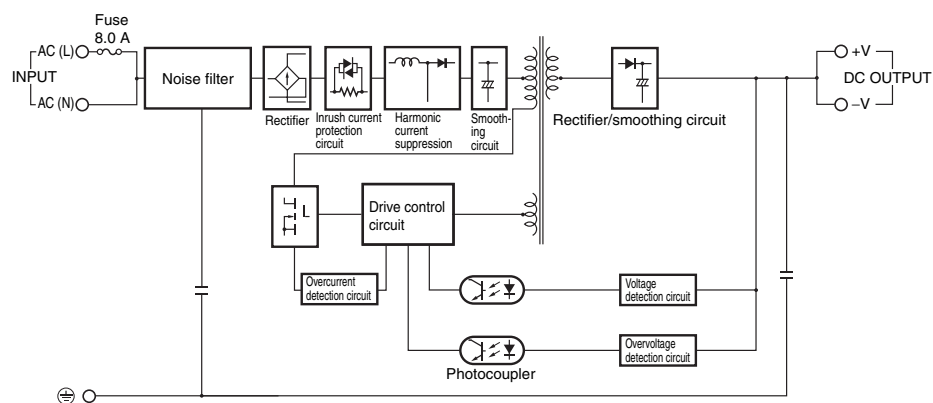 Fuse
8.0 A
AC (L)
INPUT
AC (N)
Noise filter
Rectifier
Inrush current
protection
circuit
Harmonic
current
suppression
Smooth-
ing
circuit
Rectifier/smoothing circuit
+V
DC OUTPUT
−V
Drive control
circuit
Overcurrent
detection circuit
Voltage
detection circuit
Overvoltage
detection circuit
Photocoupler